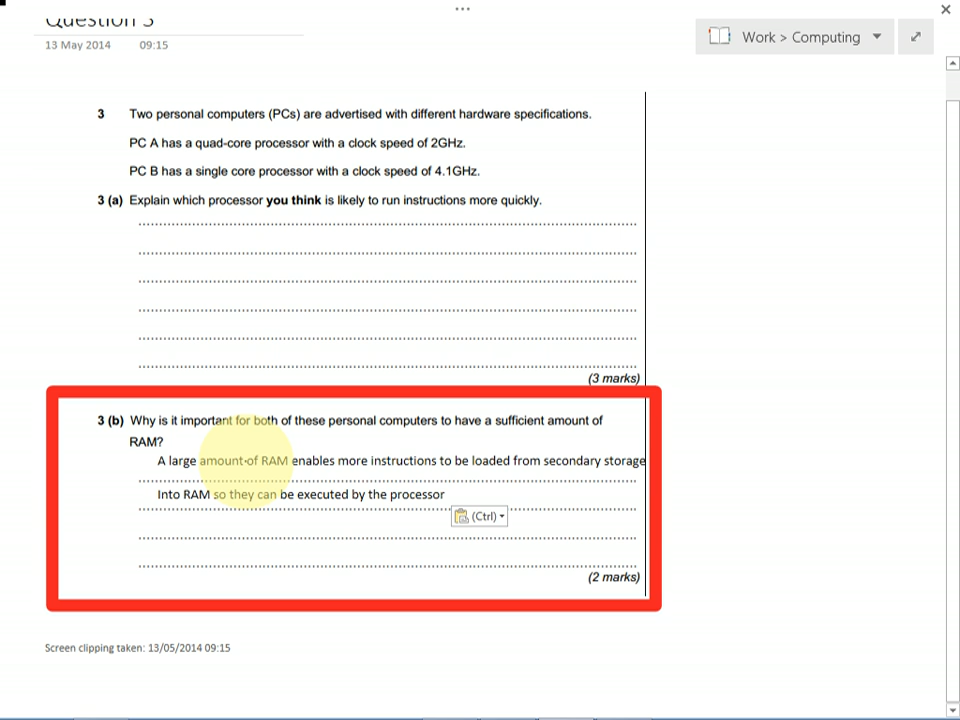 Question 3
13 May 2014 09:15
Work > Computing
3 Two personal computers (PCs) are advertised with different hardware specifications.
PC A has a quad-core processor with a clock speed of 2GHz.
PC B has a single core processor with a clock speed of 4.1GHz.
3 (a) Explain which processor you think is likely to run instructions more quickly.
(3 marks)
3 (b) Why is it important for both of these personal computers to have a sufficient amount of
RAM?
A large amount of RAM enables more instructions to be loaded from secondary storage
Into RAM so they can be executed by the processor
(Ctrl)
(2 marks)
Screen clipping taken: 13/05/2014 09:15